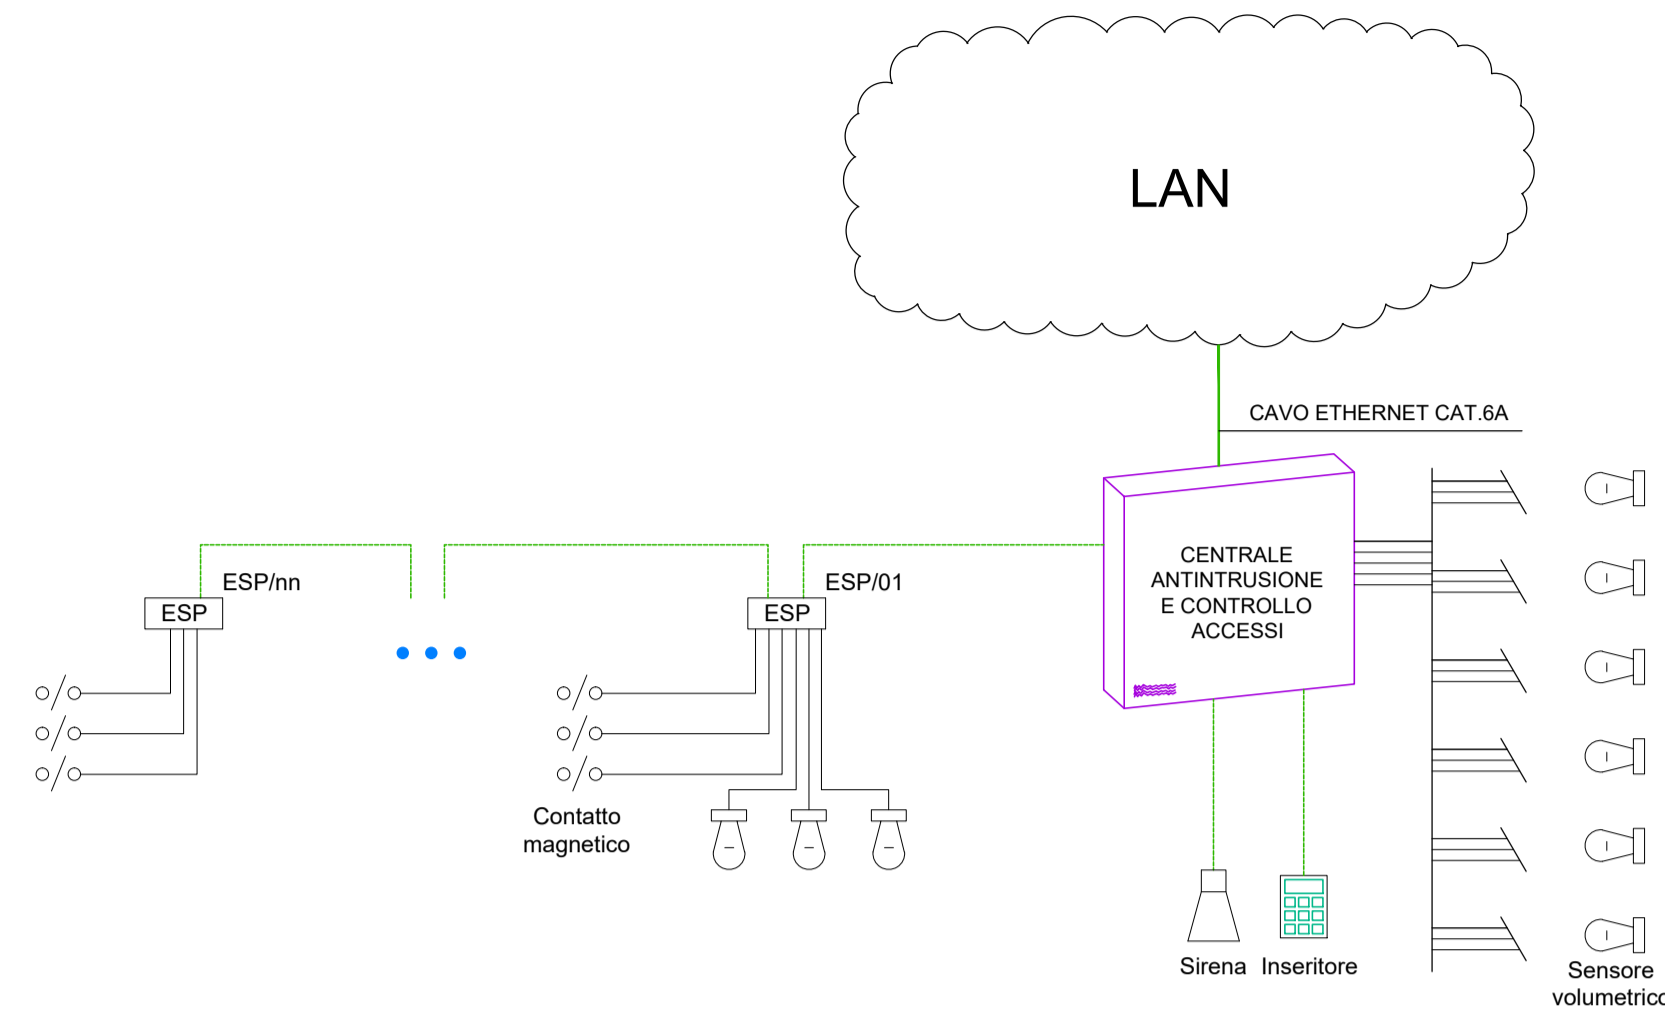 LAN
CAVO ETHERNET CAT.6A
CENTRALE
ANTINTRUSIONE
E CONTROLLO
ACCESSI
ESP/nn
ESP
ESP/01
ESP
Contatto
magnetico
Sirena
Inseritore
Sensore
volumetrico